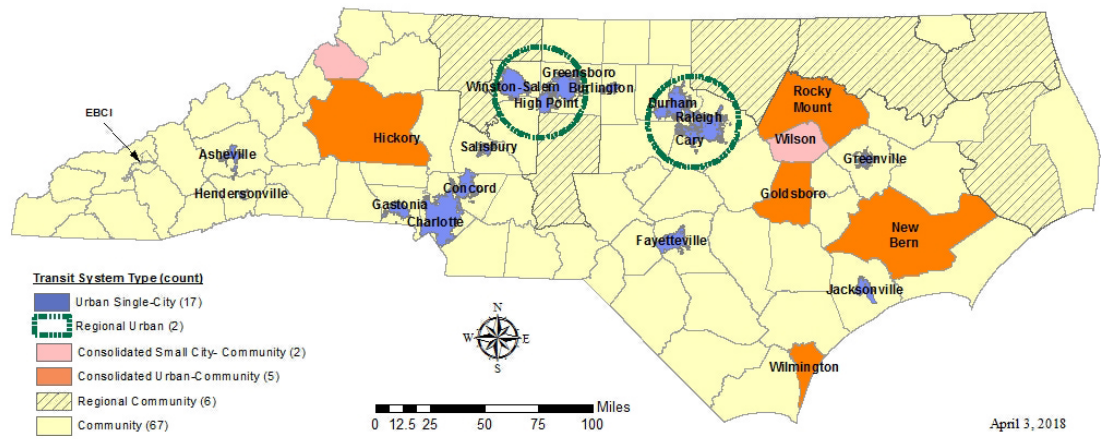 Greensboro
Winston-Salem
Burlington
High Point
Rocky
Mount
Durham
Raleigh
Cary
EBCI
Hickory
Wilson
Asheville
Salisbury
Greenville
Hendersonville
Concord
Goldsboro
Gastonia
Charlotte
New
Bern
Fayetteville
Jacksonville
Wilmington
Transit System Type (count)
Urban Single-City (17)
Regional Urban (2)
Consolidated Small City- Community (2)
Consolidated Urban-Community (5)
Regional Community (6)
Community (67)
N
W E
S
Miles
0 12.5 25 50 75 100
April 3, 2018